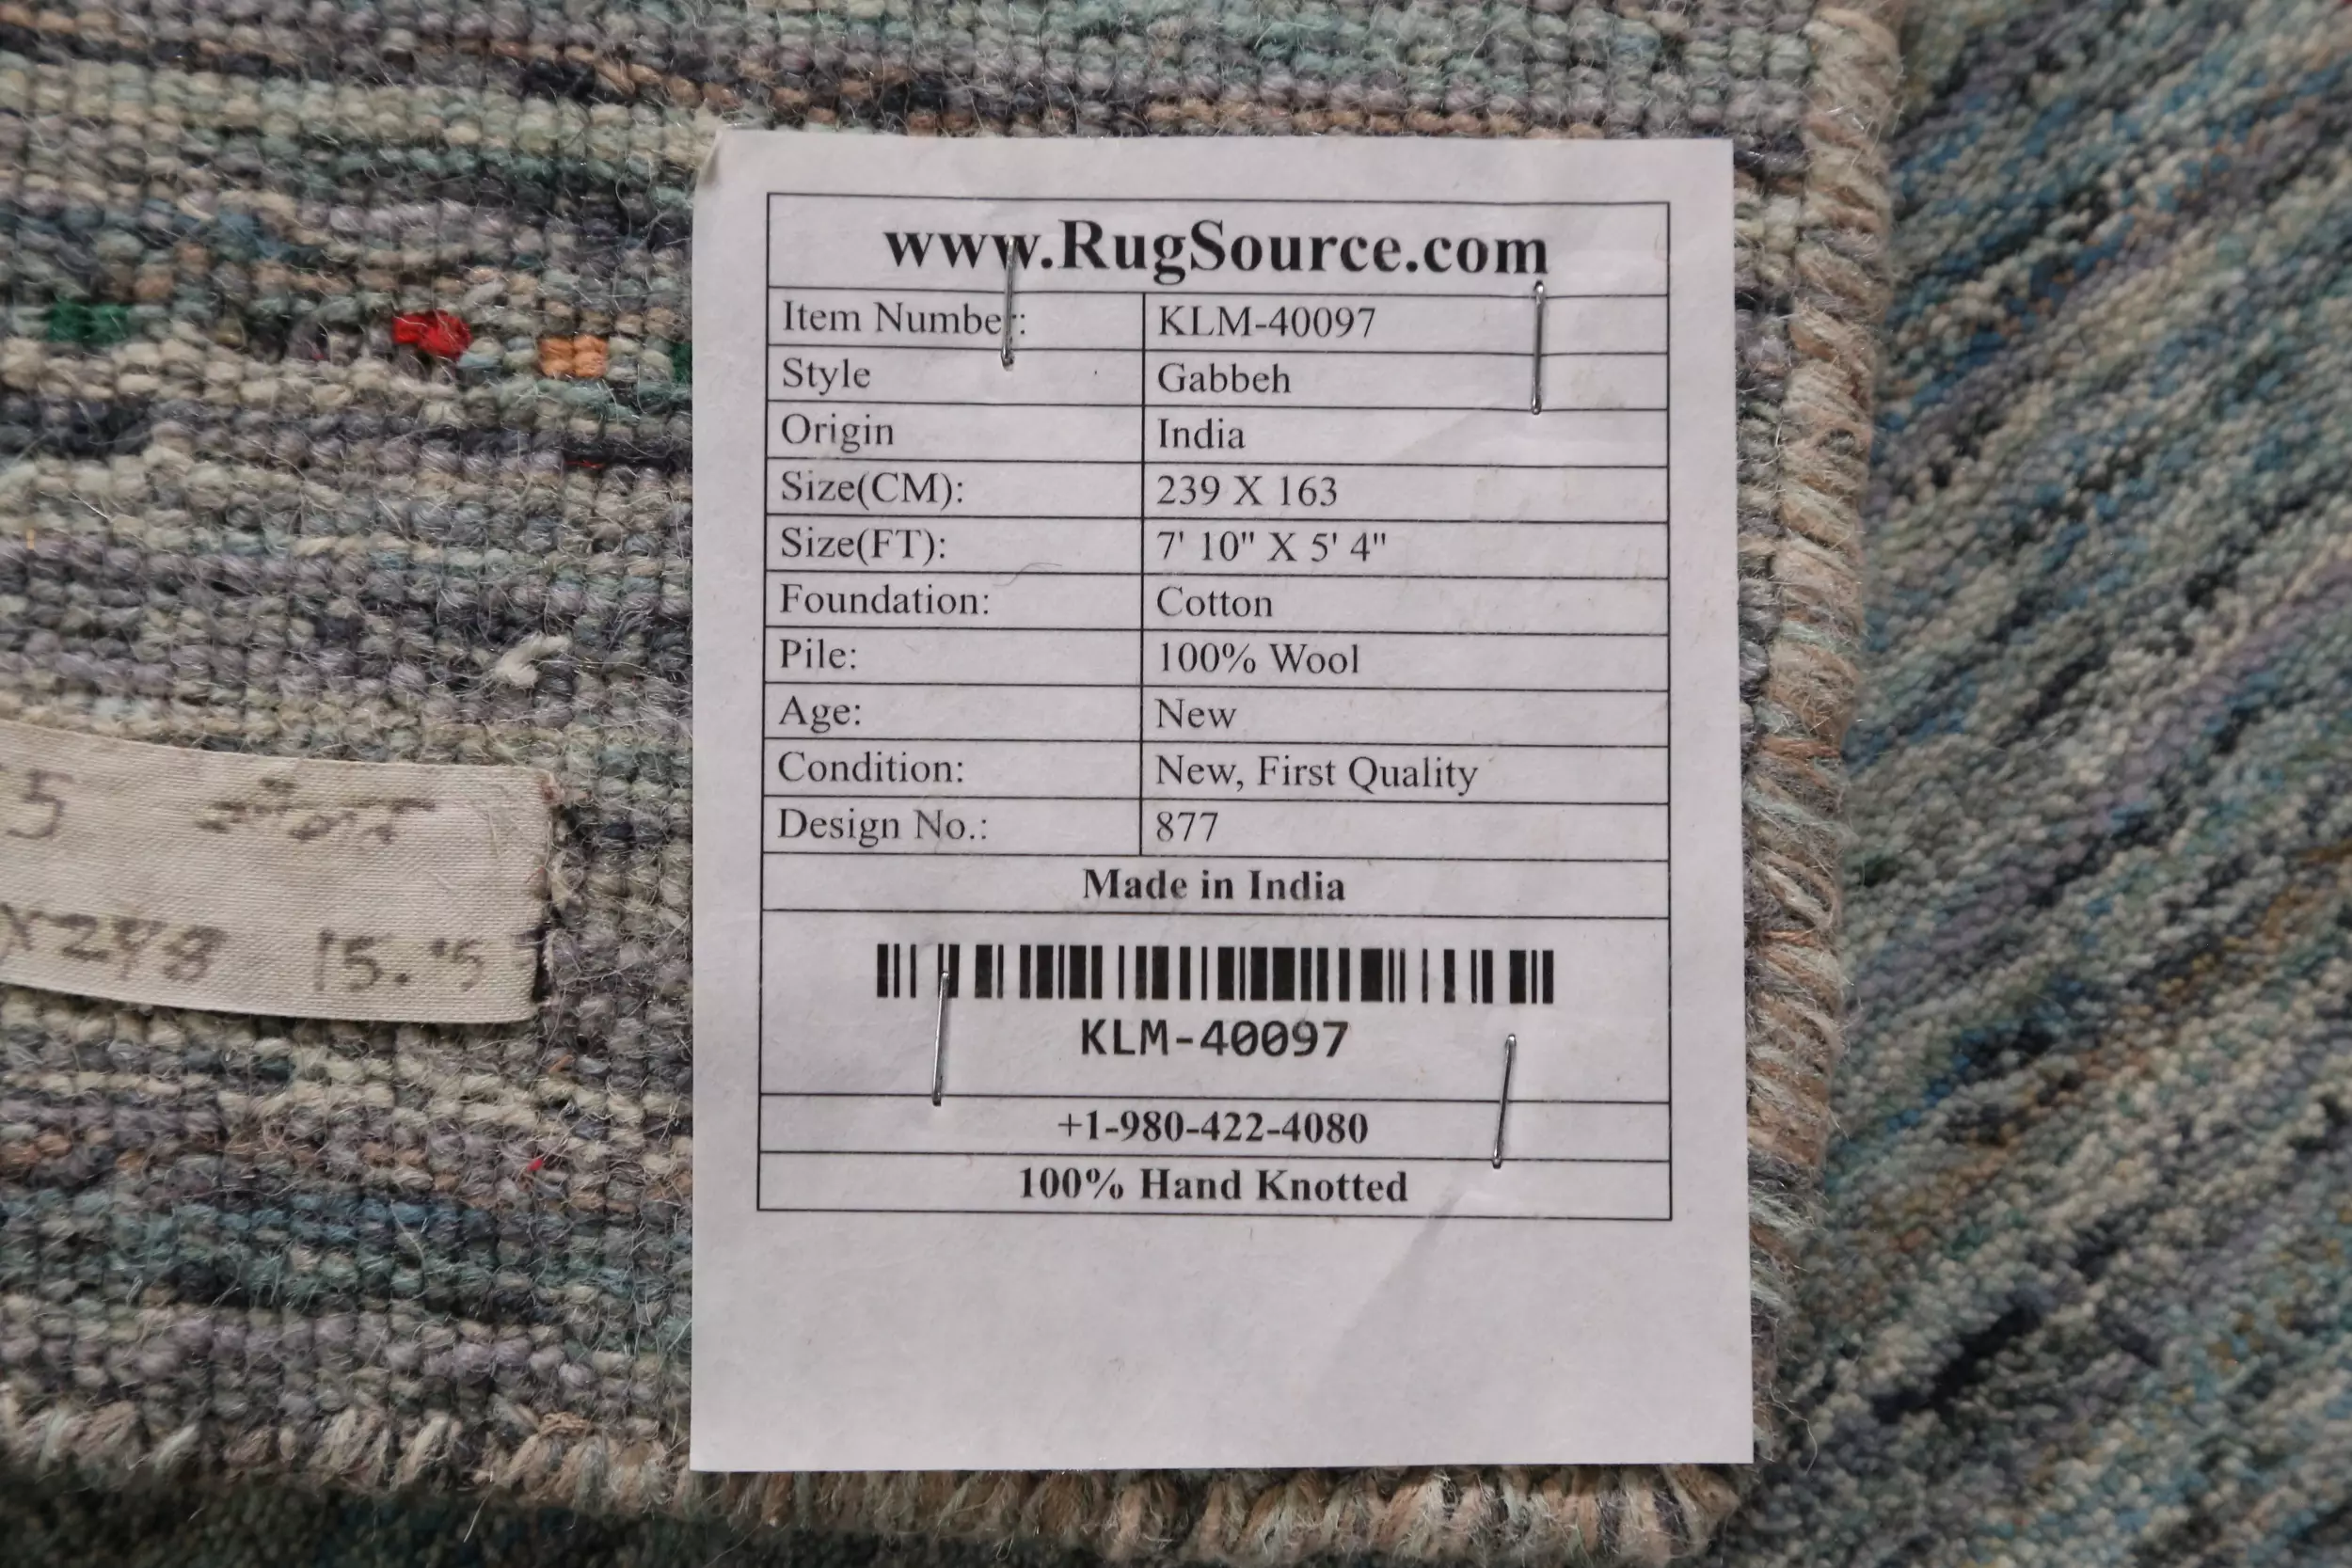 www.RugSource.com
Item Number: KLM-40097
Style Gabbeh
Origin India
Size(CM): 239 X 163
Size(FT): 7' 10" X 5' 4"
Foundation: Cotton
Pile: 100% Wool
Age: New
Condition: New, First Quality
Design No.: 877
Made in India
KLM-40097
+1-980-422-4080
100% Hand Knotted
5
15.